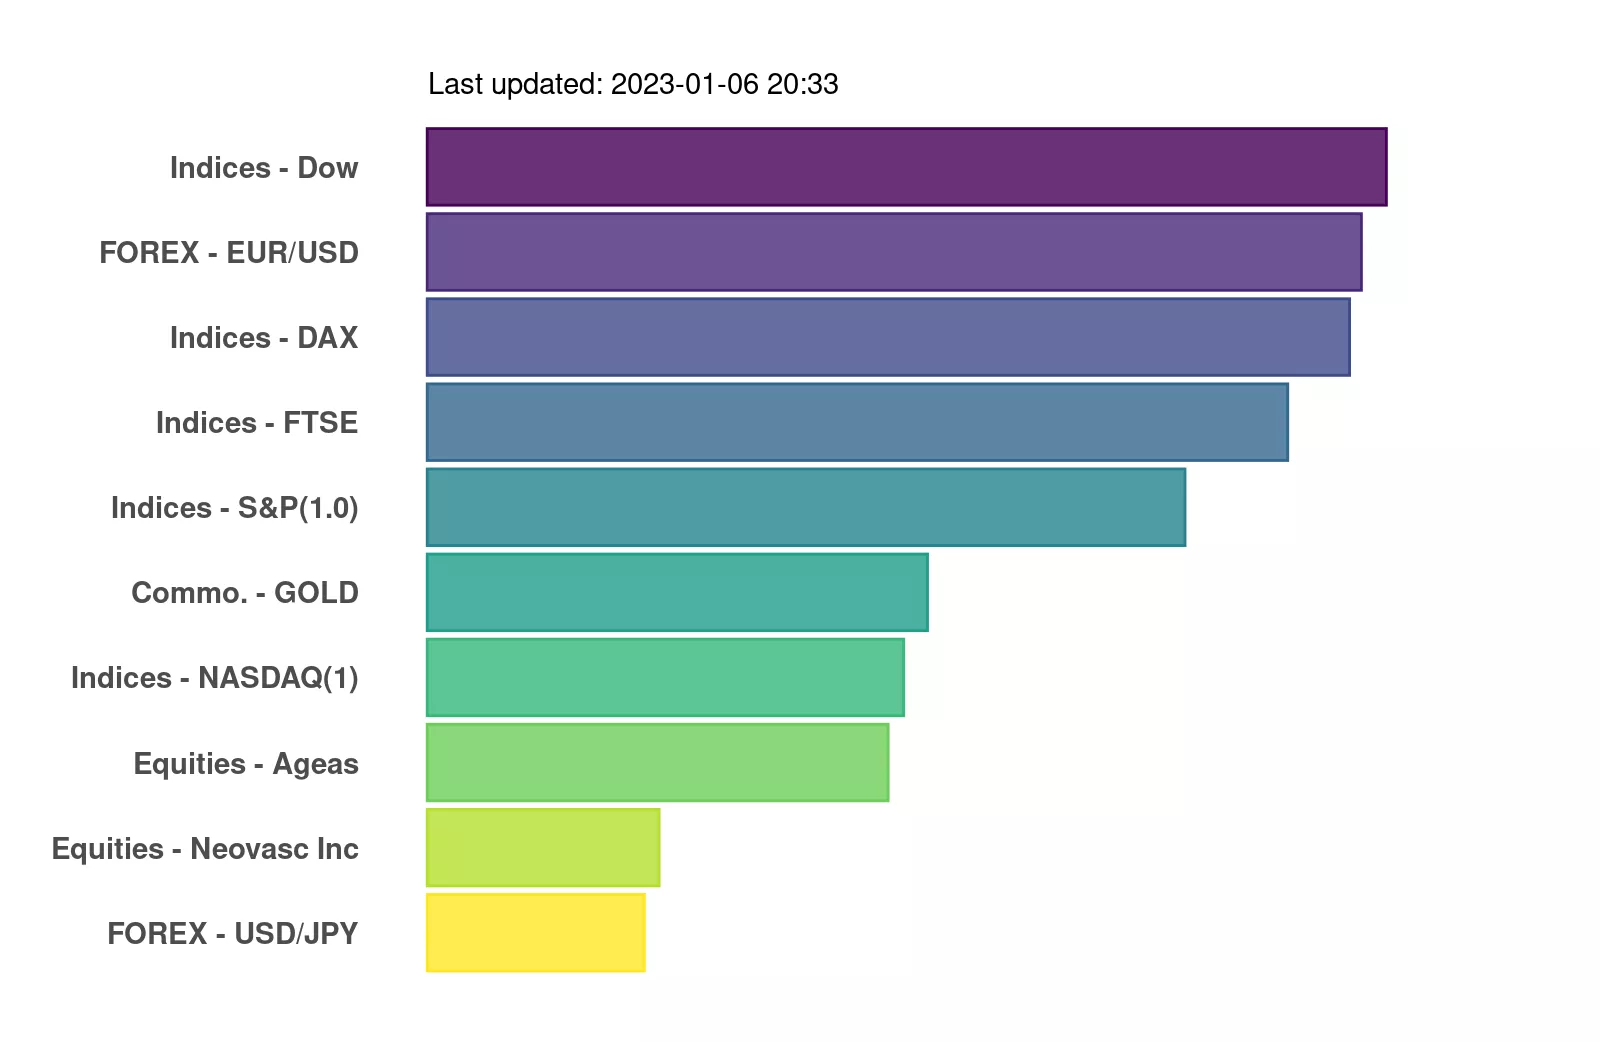 Last updated: 2023-01-06 20:33
Indices - Dow
FOREX - EUR/USD
Indices - DAX
Indices - FTSE
Indices - S&P(1.0)
Commo. - GOLD
Indices - NASDAQ(1)
Equities - Ageas
Equities - Neovasc Inc
FOREX - USD/JPY